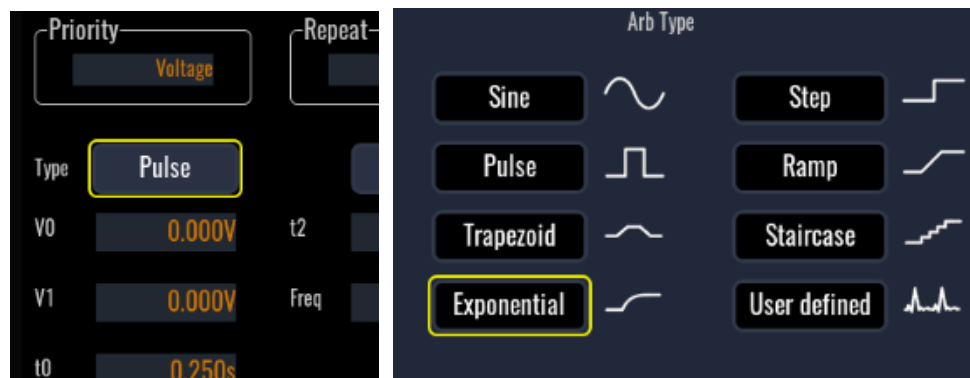 Priority
Repeat
Voltage
Type Pulse
V0 0.000V t2
V1 0.000V Freq
t0 0.250s
Arb Type
Sine Step
Pulse Ramp
Trapezoid Staircase
Exponential User defined